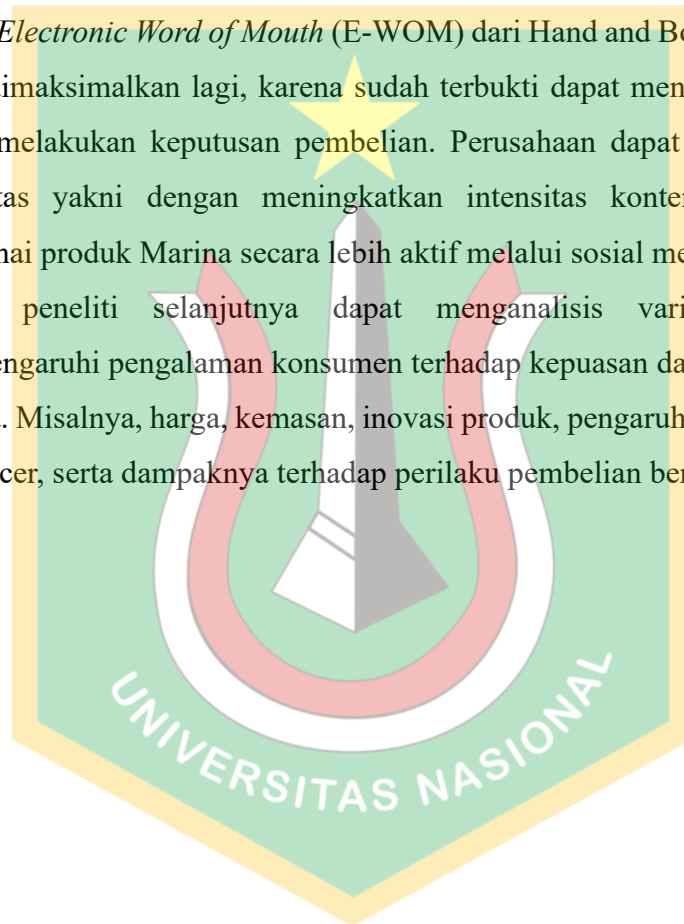 Electronic Word of Mouth (E-WOM) dari Hand and Bo
imaksimalkan lagi, karena sudah terbukti dapat men
melakukan keputusan pembelian. Perusahaan dapat
tas yakni dengan meningkatkan intensitas konte
nai produk Marina secara lebih aktif melalui sosial me
peneliti selanjutnya dapat menganalisis vari
engaruhi pengalaman konsumen terhadap kepuasan da
. Misalnya, harga, kemasan, inovasi produk, pengaruh
cer, serta dampaknya terhadap perilaku pembelian ber
UNIVERSITAS NASIONAL